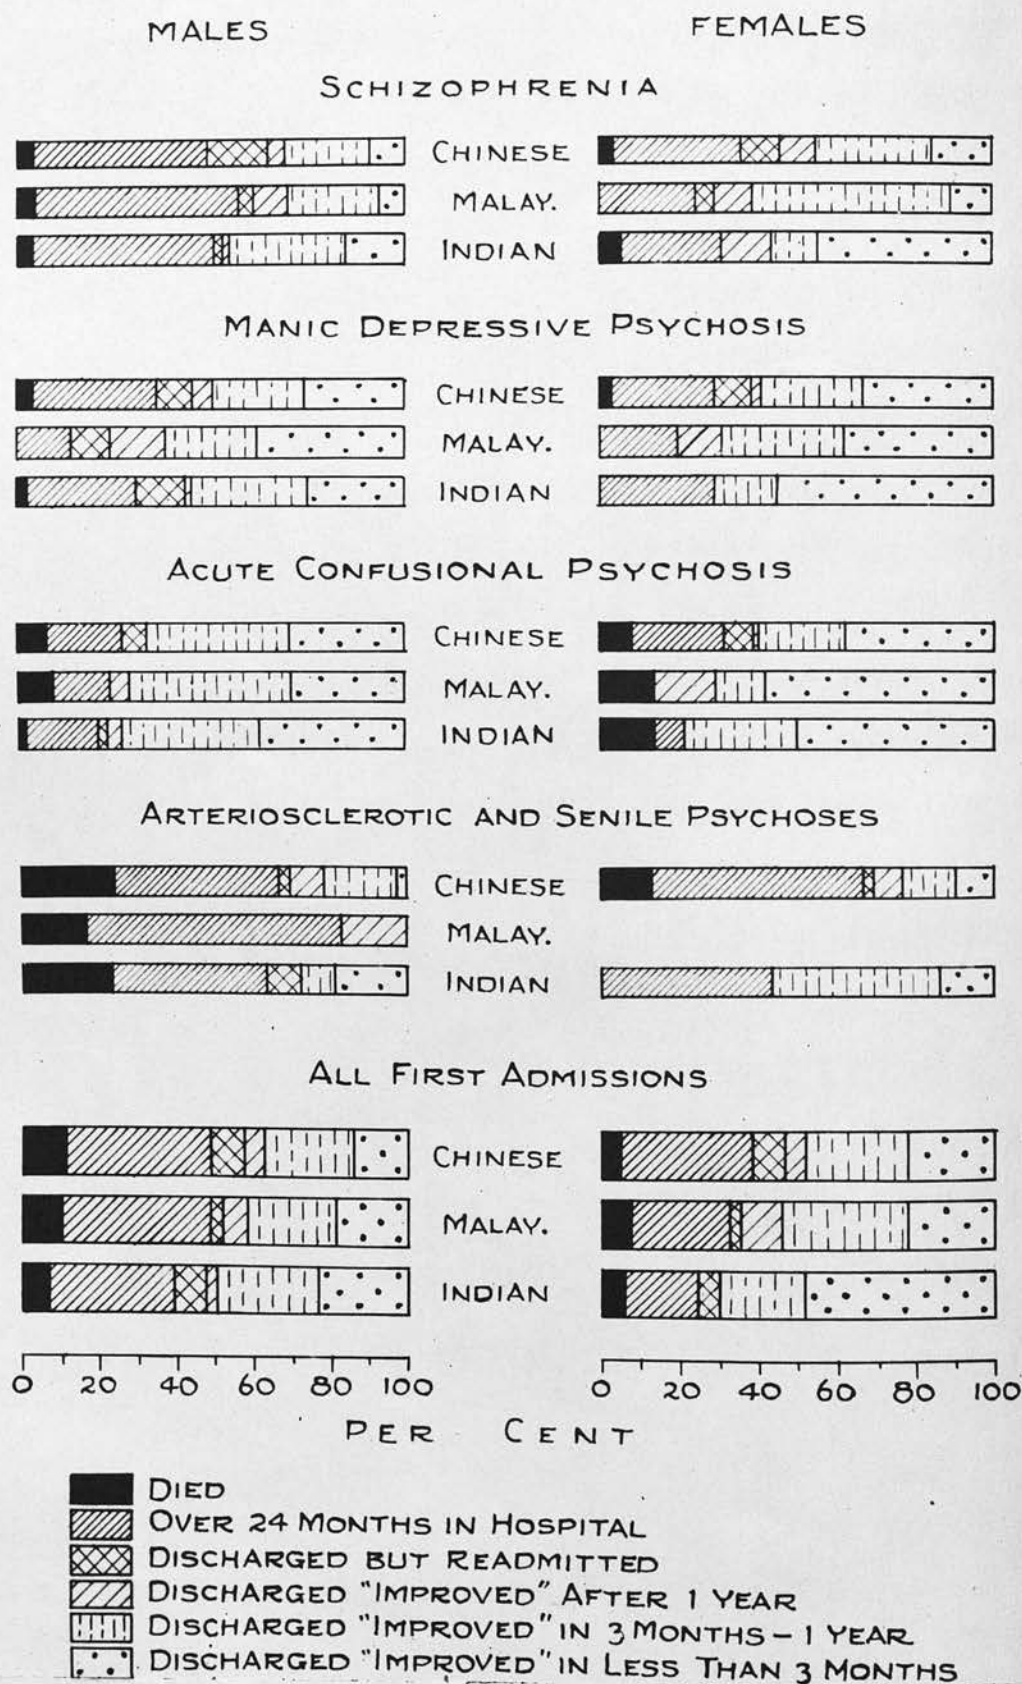 MALES FEMALES
SCHIZOPHRENIA
CHINESE
MALAY.
INDIAN
MANIC DEPRESSIVE PSYCHOSIS
CHINESE
MALAY.
INDIAN
ACUTE CONFUSIONAL PSYCHOSIS
CHINESE
MALAY.
INDIAN
ARTERIOSCLEROTIC AND SENILE PSYCHOSES
CHINESE
MALAY.
INDIAN
ALL FIRST ADMISSIONS
CHINESE
MALAY.
INDIAN
0 20 40 60 80 100 0 20 40 60 80 100
PER CENT
DIED
OVER 24 MONTHS IN HOSPITAL
DISCHARGED BUT READMITTED
DISCHARGED "IMPROVED" AFTER 1 YEAR
DISCHARGED "IMPROVED" IN 3 MONTHS - 1 YEAR
DISCHARGED "IMPROVED" IN LESS THAN 3 MONTHS